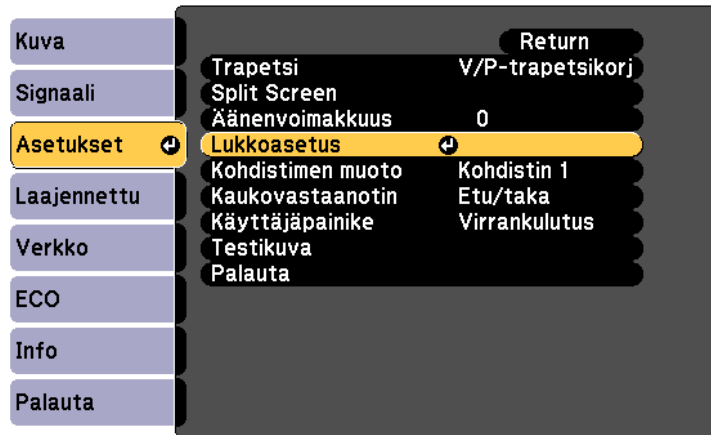 Kuva
Signaali
Asetukset
Laajennettu
Verkko
ECO
Info
Palauta
Return
Trapetsi V/P-trapetsikorj
Split Screen
Äänenvoimakkuus 0
Lukkoasetus
Kohdistimen muoto Kohdistin 1
Kaukovastaanotin Etu/taka
Käyttäjäpainike Virrankulutus
Testikuva
Palauta